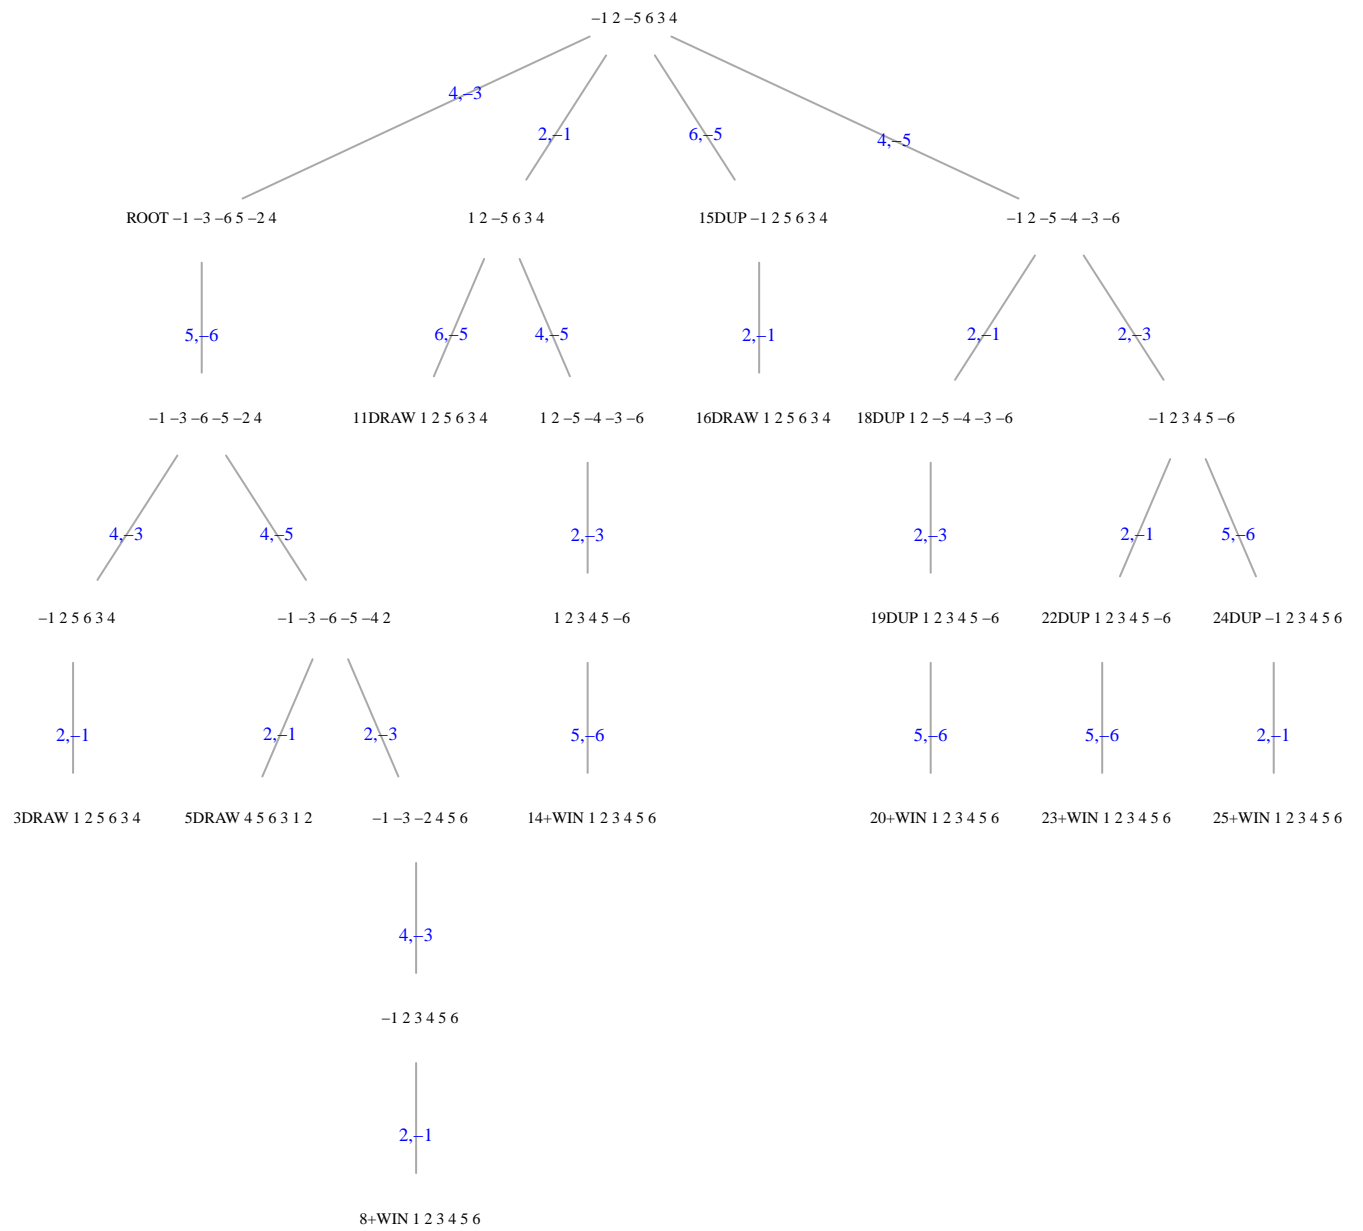 −1 2 −5 6 3 4
4,−3
2,−1
6,−5
4,−5
ROOT −1 −3 −6 5 −2 4
1 2 −5 6 3 4
15DUP −1 2 5 6 3 4
−1 2 −5 −4 −3 −6
5,−6
6,−5
4,−5
2,−1
2,−1
2,−3
−1 −3 −6 −5 −2 4
11DRAW 1 2 5 6 3 4
1 2 −5 −4 −3 −6
16DRAW 1 2 5 6 3 4
18DUP 1 2 −5 −4 −3 −6
−1 2 3 4 5 −6
4,−3
4,−5
2,−3
2,−3
2,−1
5,−6
−1 2 5 6 3 4
−1 −3 −6 −5 −4 2
1 2 3 4 5 −6
19DUP 1 2 3 4 5 −6
22DUP 1 2 3 4 5 −6
24DUP −1 2 3 4 5 6
2,−1
2,−1
2,−3
5,−6
5,−6
5,−6
2,−1
3DRAW 1 2 5 6 3 4
5DRAW 4 5 6 3 1 2
−1 −3 −2 4 5 6
14+WIN 1 2 3 4 5 6
20+WIN 1 2 3 4 5 6
23+WIN 1 2 3 4 5 6
25+WIN 1 2 3 4 5 6
4,−3
−1 2 3 4 5 6
2,−1
8+WIN 1 2 3 4 5 6